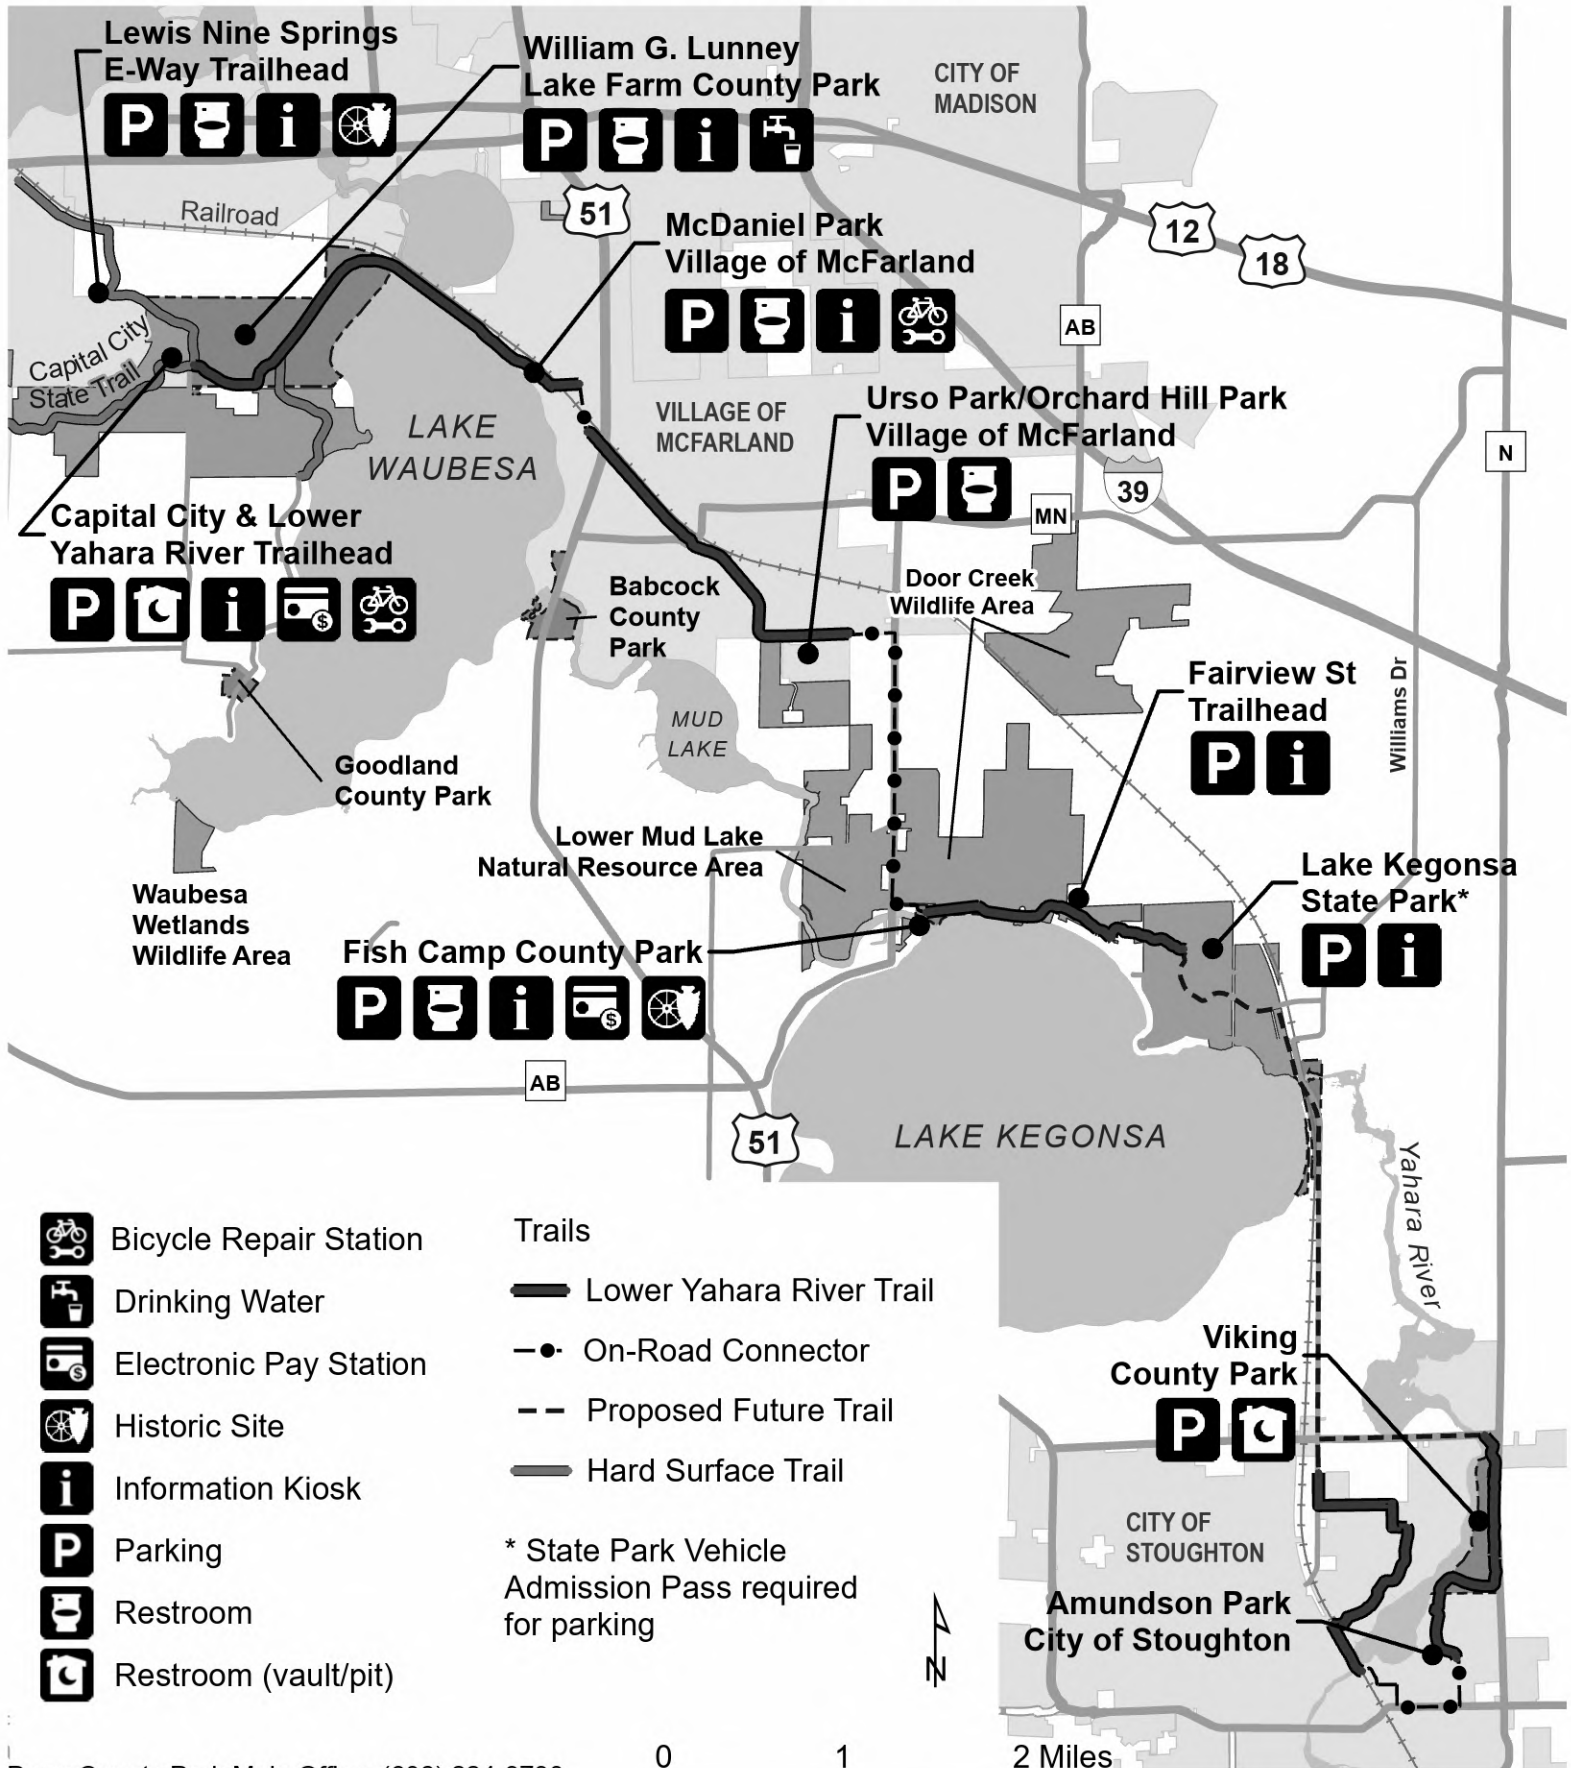 Lewis Nine Springs
E-Way Trailhead
P
i
William G. Lunney
Lake Farm County Park
P
i
CITY OF
MADISON
Railroad
51
12
18
McDaniel Park
Village of McFarland
P
i
AB
Capital City
State Trail
LAKE
WAUBESA
VILLAGE OF
MCFARLAND
Urso Park/Orchard Hill Park
Village of McFarland
P
39
N
MN
Capital City & Lower
Yahara River Trailhead
P
i
$
Babcock
County
Park
Door Creek
Wildlife Area
Williams Dr
Fairview St
Trailhead
P
i
MUD
LAKE
Goodland
County Park
Lower Mud Lake
Natural Resource Area
Waubesa
Wetlands
Wildlife Area
Lake Kegonsa
State Park*
P
i
Fish Camp County Park
P
i
$
AB
51
LAKE KEGONSA
Yahara River
Bicycle Repair Station
Drinking Water
$
Electronic Pay Station
Historic Site
i
Information Kiosk
P
Parking
Restroom
Restroom (vault/pit)
Trails
Lower Yahara River Trail
On-Road Connector
Proposed Future Trail
Hard Surface Trail
* State Park Vehicle
Admission Pass required
for parking
N
Viking
County Park
P
CITY OF
STOUGHTON
Amundson Park
City of Stoughton
0
1
2 Miles